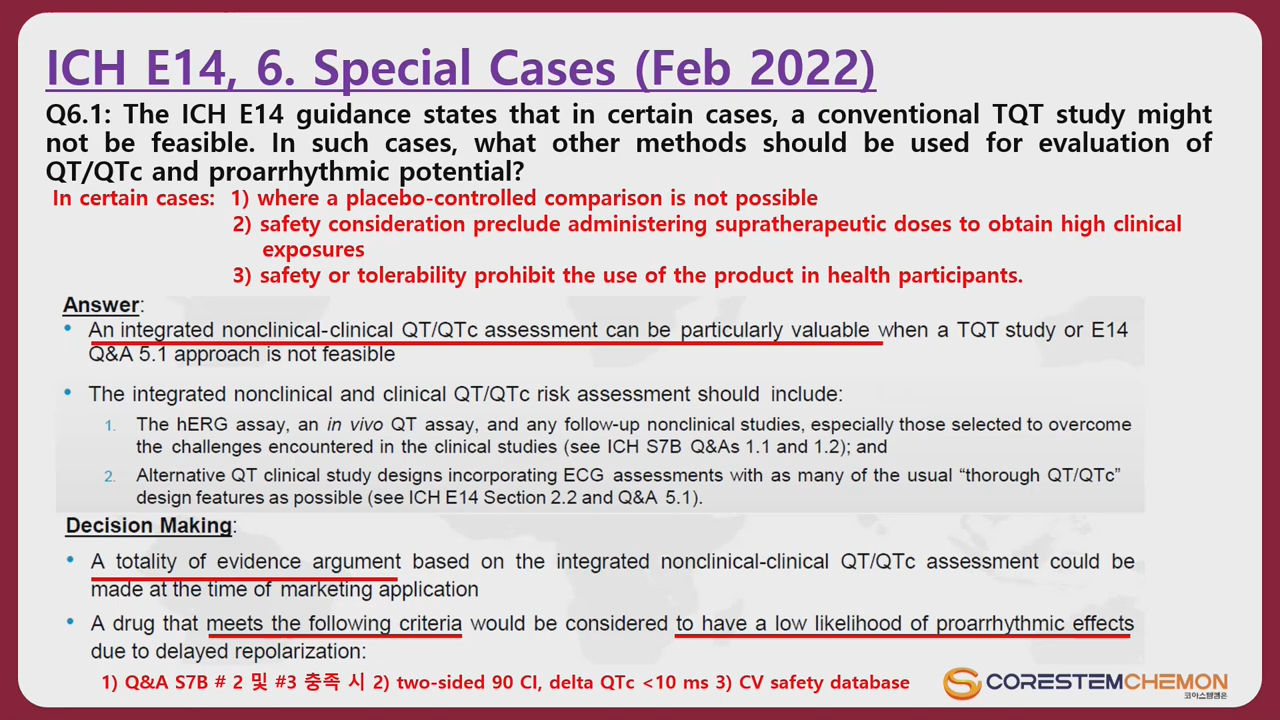 ICH E14, 6. Special Cases (Feb 2022)
Q6.1: The ICH E14 guidance states that in certain cases, a conventional TQT study might
not be feasible. In such cases, what other methods should be used for evaluation of
QT/QTc and proarrhythmic potential?
In certain cases: 1) where a placebo-controlled comparison is not possible
2) safety consideration preclude administering supratherapeutic doses to obtain high clinical
exposures
3) safety or tolerability prohibit the use of the product in health participants.
Answer:
• An integrated nonclinical-clinical QT/QTc assessment can be particularly valuable when a TQT study or E14
Q&A 5.1 approach is not feasible
• The integrated nonclinical and clinical QT/QTc risk assessment should include:
1. The hERG assay, an in vivo QT assay, and any follow-up nonclinical studies, especially those selected to overcome
the challenges encountered in the clinical studies (see ICH S7B Q&As 1.1 and 1.2); and
2. Alternative QT clinical study designs incorporating ECG assessments with as many of the usual “thorough QT/QTc”
design features as possible (see ICH E14 Section 2.2 and Q&A 5.1).
Decision Making:
• A totality of evidence argument based on the integrated nonclinical-clinical QT/QTc assessment could be
made at the time of marketing application
• A drug that meets the following criteria would be considered to have a low likelihood of proarrhythmic effects
due to delayed repolarization:
1) Q&A S7B # 2 및 #3 충족 시 2) two-sided 90 CI, delta QTc <10 ms 3) CV safety database
CORESTEMCHEMON
코아스템켐온